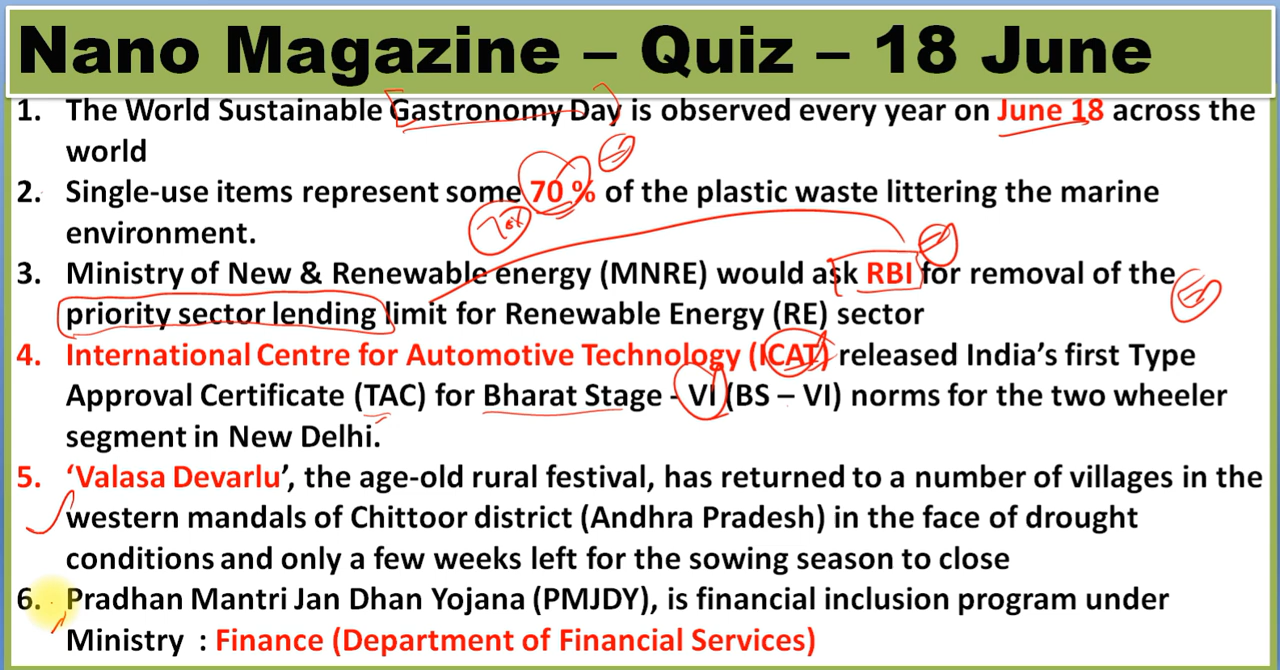 Nano Magazine – Quiz – 18 June
1. The World Sustainable Gastronomy Day is observed every year on June 18 across the
world
2. Single-use items represent some 70 % of the plastic waste littering the marine
70%
environment.
3. Ministry of New & Renewable energy (MNRE) would ask RBI for removal of the
priority sector lending limit for Renewable Energy (RE) sector
4. International Centre for Automotive Technology (ICAT) released India’s first Type
Approval Certificate (TAC) for Bharat Stage - VI (BS – VI) norms for the two wheeler
segment in New Delhi.
5. ‘Valasa Devarlu’, the age-old rural festival, has returned to a number of villages in the
western mandals of Chittoor district (Andhra Pradesh) in the face of drought
conditions and only a few weeks left for the sowing season to close
6. Pradhan Mantri Jan Dhan Yojana (PMJDY), is financial inclusion program under
Ministry : Finance (Department of Financial Services)